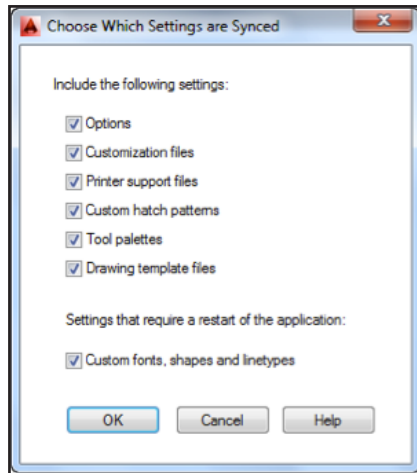 Choose Which Settings are Synced
Include the following settings:
Options
Customization files
Printer support files
Custom hatch patterns
Tool palettes
Drawing template files
Settings that require a restart of the application:
Custom fonts, shapes and linetypes
OK Cancel Help